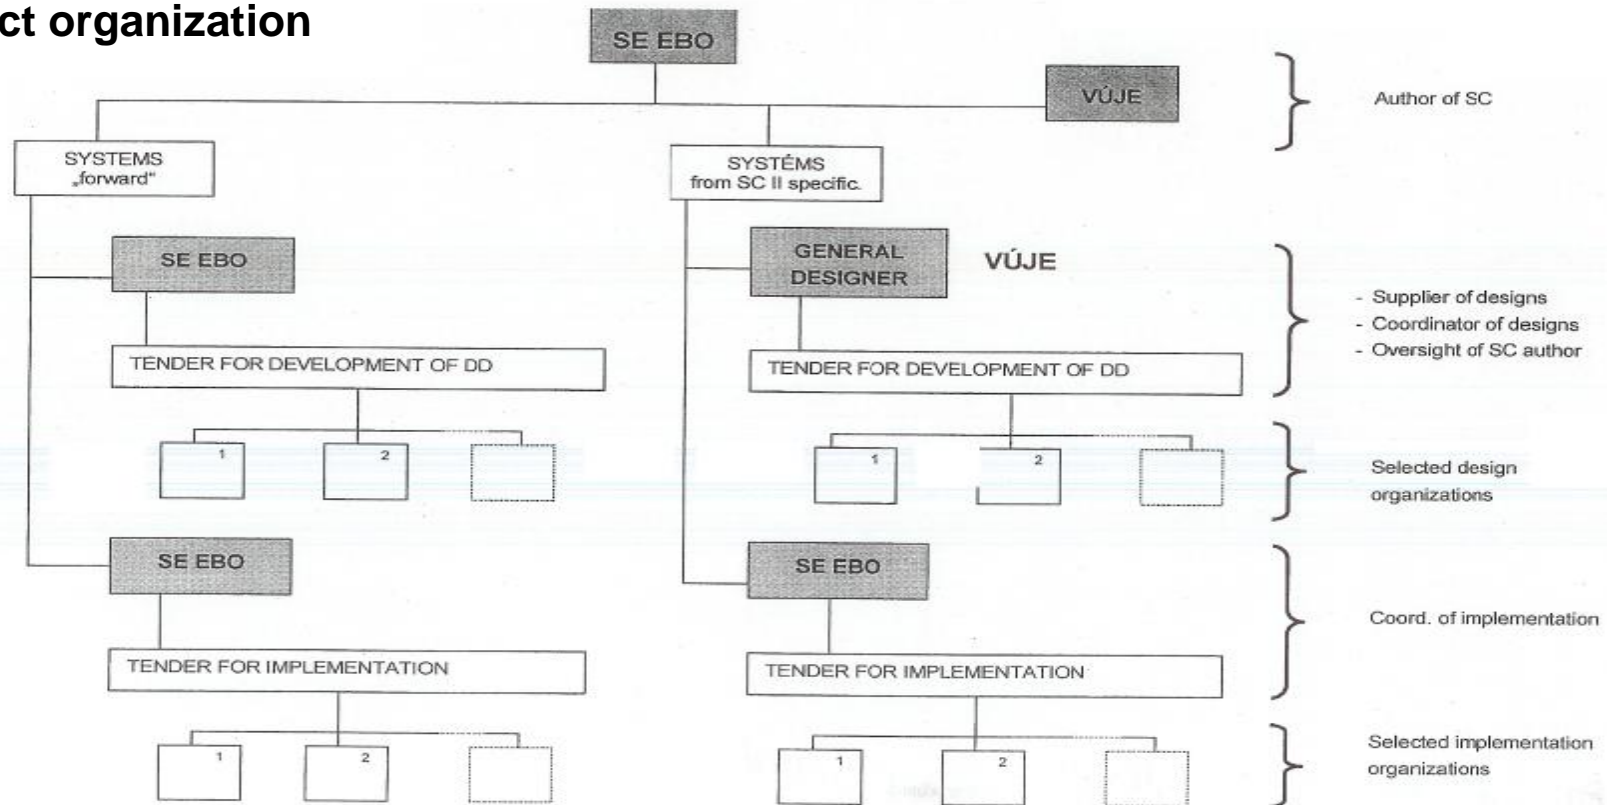 ct organization
SE EBO
VÚJE
Author of SC
SYSTEMS
„forward“
SYSTÉMS
from SC II specific.
SE EBO
GENERAL
DESIGNER
VÚJE
- Supplier of designs
- Coordinator of designs
- Oversight of SC author
TENDER FOR DEVELOPMENT OF DD
TENDER FOR DEVELOPMENT OF DD
1
2
1
2
Selected design
organizations
SE EBO
SE EBO
Coord. of implementation
TENDER FOR IMPLEMENTATION
TENDER FOR IMPLEMENTATION
1
2
1
2
Selected implementation
organizations